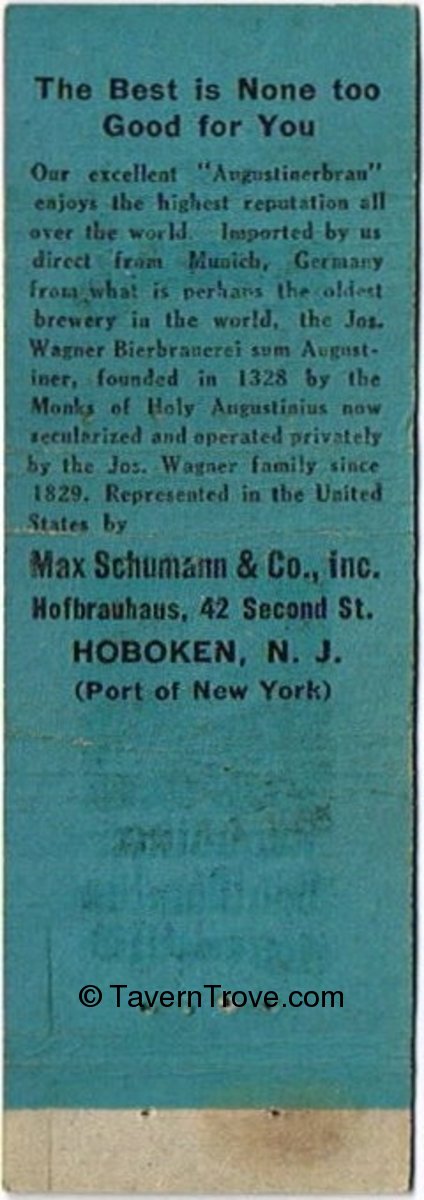 The Best is None too
Good for You
Our excellent "Augustinerbrau"
enjoys the highest reputation all
over the world. Imported by us
direct from Munich, Germany
from what is perhaps the oldest
brewery in the world, the Jos.
Wagner Bierbrauerei sum August-
iner, founded in 1328 by the
Monks of Holy Augustinius now
secularized and operated privately
by the Jos. Wagner family since
1829. Represented in the United
States by
Max Schumann & Co., inc.
Hofbrauhaus, 42 Second St.
HOBOKEN, N. J.
(Port of New York)
© TavernTrove.com